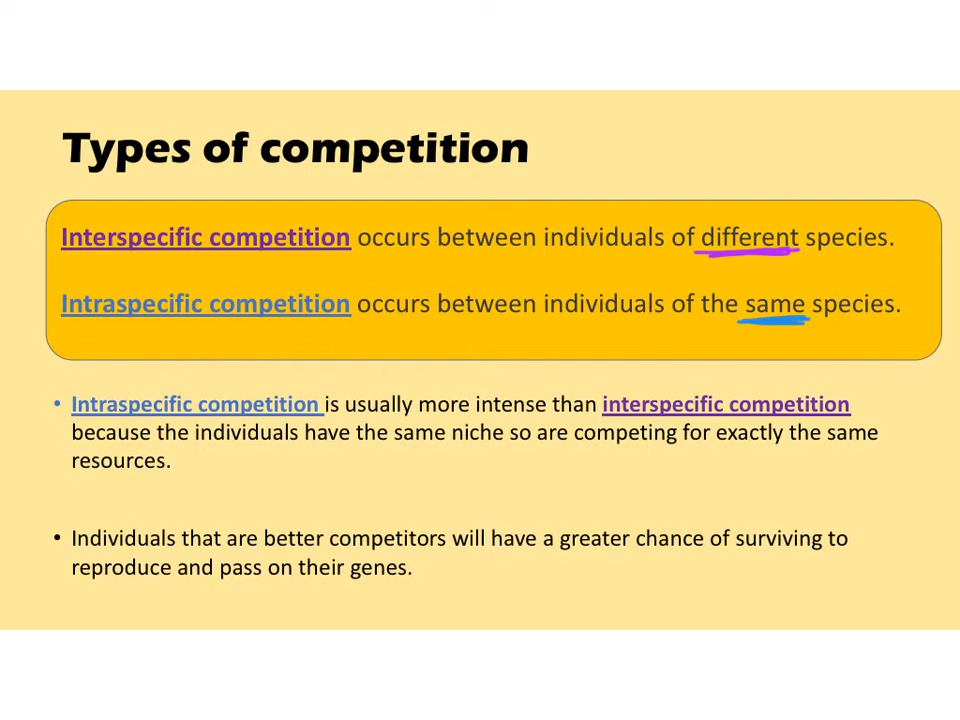 Types of competition
Interspecific competition occurs between individuals of different species.
Intraspecific competition occurs between individuals of the same species.
• Intraspecific competition is usually more intense than interspecific competition
because the individuals have the same niche so are competing for exactly the same
resources.
• Individuals that are better competitors will have a greater chance of surviving to
reproduce and pass on their genes.